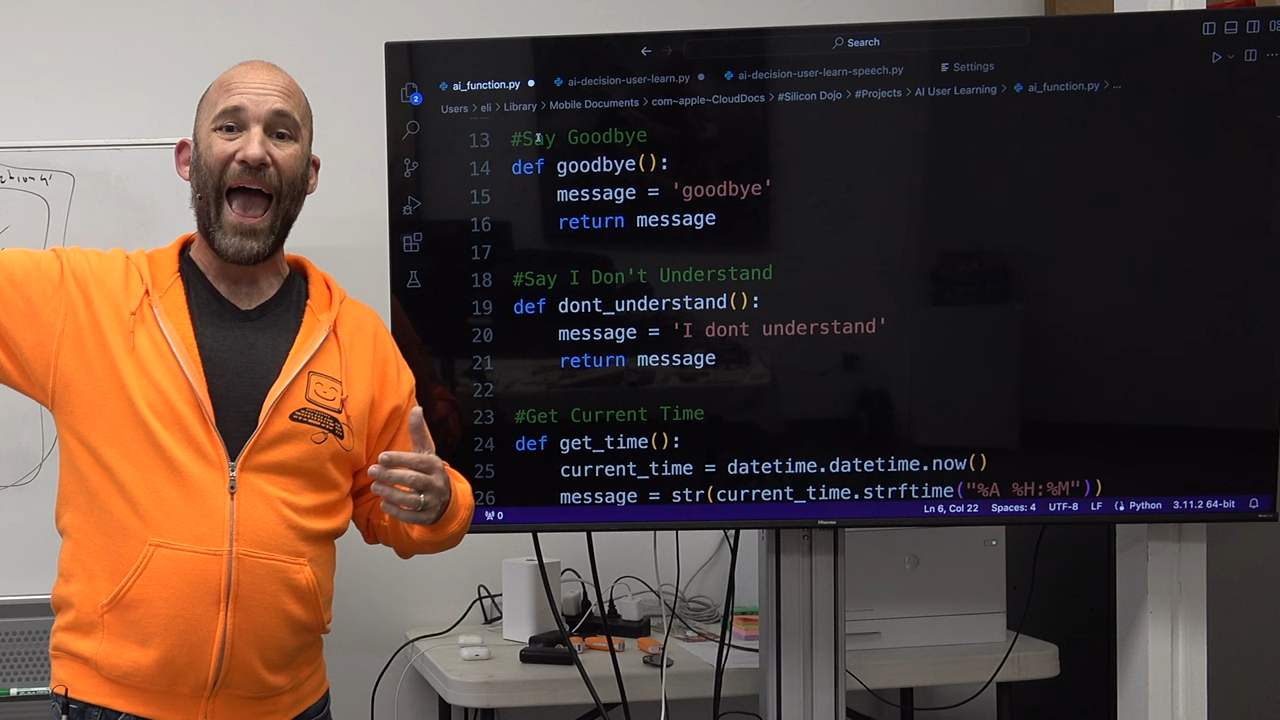 Search
ai_function.py ai-decision-user-learn.py ai-decision-user-learn-speech.py Settings
Users > eli > Library > Mobile Documents > com~apple~CloudDocs > #Silicon Dojo > #Projects > AI User Learning > ai_function.py > ...
2
13 #Say Goodbye
14 def goodbye():
15 message = 'goodbye'
16 return message
17
18 #Say I Don't Understand
19 def dont_understand():
20 message = 'I dont understand'
21 return message
22
23 #Get Current Time
24 def get_time():
25 current_time = datetime.datetime.now()
26 message = str(current_time.strftime("%A %H:%M"))
0 Ln 6, Col 22 Spaces: 4 UTF-8 LF Python 3.11.2 64-bit
Hisense
hp